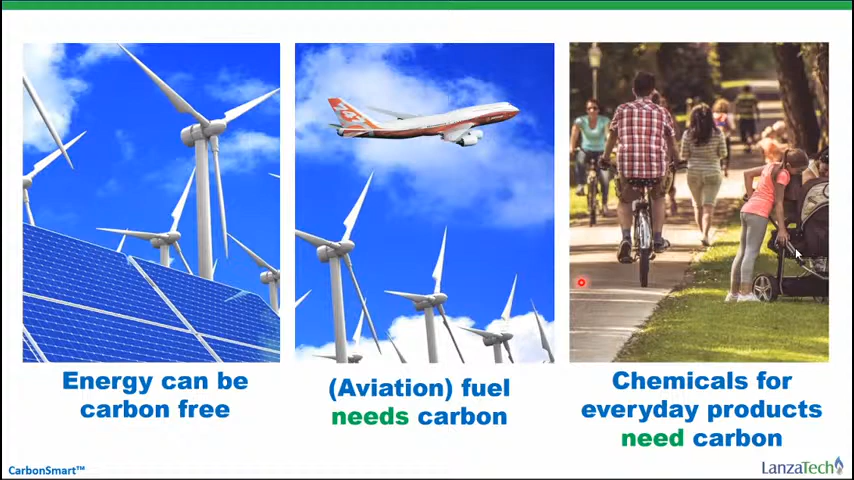 Energy can be
carbon free
(Aviation) fuel
needs carbon
Chemicals for
everyday products
need carbon
CarbonSmart™
LanzaTech